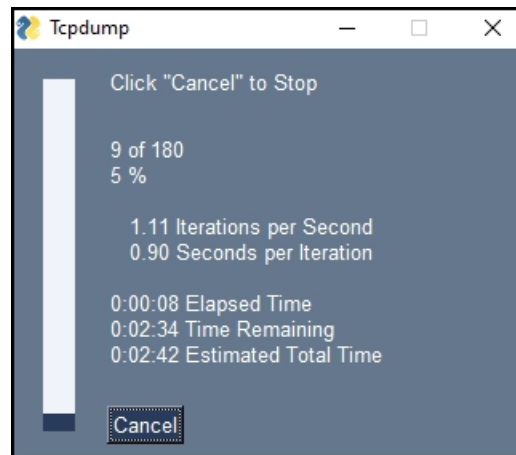 Tcpdump
Click "Cancel" to Stop
9 of 180
5 %
1.11 Iterations per Second
0.90 Seconds per Iteration
0:00:08 Elapsed Time
0:02:34 Time Remaining
0:02:42 Estimated Total Time
Cancel